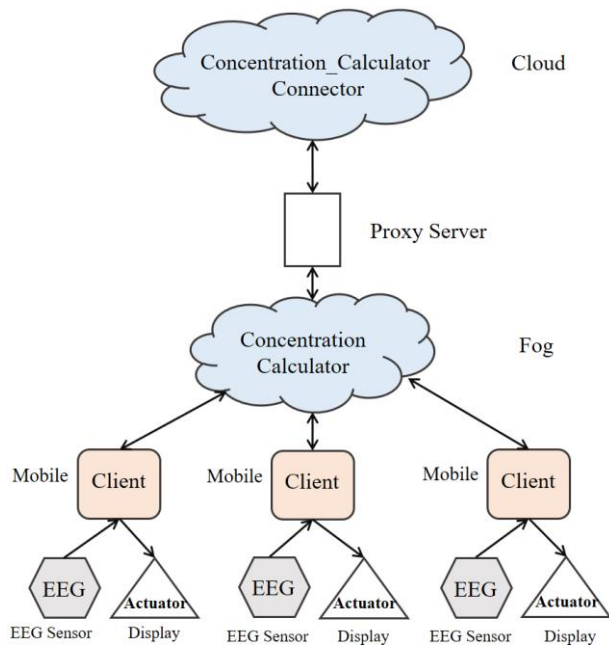 Concentration_Calculator
Connector
Cloud
Proxy Server
Concentration
Calculator
Fog
Mobile
Client
Mobile
Client
Mobile
Client
EEG
Actuator
EEG
Actuator
EEG
Actuator
EEG Sensor
Display
EEG Sensor
Display
EEG Sensor
Display